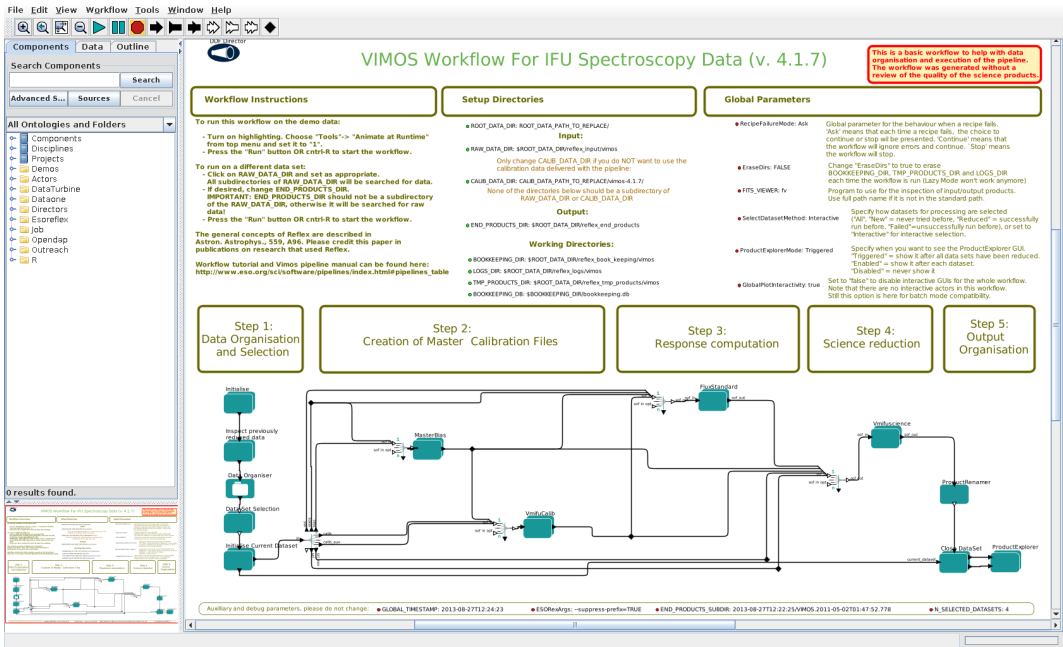 File Edit View Workflow Tools Window Help
Components Data Outline
Search Components
Search
Advanced S... Sources Cancel
All Ontologies and Folders
Components
Disciplines
Projects
Demos
Actors
DataTurbine
Dataone
Directors
Esoreflex
Job
Opendap
Outreach
R
0 results found.
DDF Director
VIMOS Workflow For IFU Spectroscopy Data (v. 4.1.7)
This is a basic workflow to help with data
organisation and execution of the pipeline.
The workflow was generated without a
review of the quality of the science products.
Workflow Instructions
To run this workflow on the demo data:
- Turn on highlighting. Choose "Tools"-> "Animate at Runtime"
from top menu and set it to "1".
- Press the "Run" button OR cntrl-R to start the workflow.
To run on a different data set:
- Click on RAW_DATA_DIR and set as appropriate.
All subdirectories of RAW_DATA_DIR will be searched for data.
- If desired, change END_PRODUCTS_DIR.
IMPORTANT: END_PRODUCTS_DIR should not be a subdirectory
of the RAW_DATA_DIR, otherwise it will be searched for raw
data!
- Press the "Run" button OR cntrl-R to start the workflow.
The general concepts of Reflex are described in
Astron. Astrophys., 559, A96. Please credit this paper in
publications on research that used Reflex.
Workflow tutorial and Vimos pipeline manual can be found here:
http://www.eso.org/sci/software/pipelines/index.html#pipelines_table
Setup Directories
ROOT_DATA_DIR: ROOT_DATA_PATH_TO_REPLACE/
Input:
RAW_DATA_DIR: $ROOT_DATA_DIR/reflex_input/vimos
Only change CALIB_DATA_DIR if you do NOT want to use the
calibration data delivered with the pipeline:
CALIB_DATA_DIR: CALIB_DATA_PATH_TO_REPLACE/vimos-4.1.7/
None of the directories below should be a subdirectory of
RAW_DATA_DIR or CALIB_DATA_DIR
Output:
END_PRODUCTS_DIR: $ROOT_DATA_DIR/reflex_end_products
Working Directories:
BOOKKEEPING_DIR: $ROOT_DATA_DIR/reflex_book_keeping/vimos
LOGS_DIR: $ROOT_DATA_DIR/reflex_logs/vimos
TMP_PRODUCTS_DIR: $ROOT_DATA_DIR/reflex_tmp_products/vimos
BOOKKEEPING_DB: $BOOKKEEPING_DIR/bookkeeping.db
Global Parameters
RecipeFailureMode: Ask
Global parameter for the behaviour when a recipe fails.
'Ask' means that each time a recipe fails, the choice to
continue or stop will be presented. 'Continue' means that
the workflow will ignore errors and continue. 'Stop' means
the workflow will stop.
EraseDirs: FALSE
Change "EraseDirs" to true to erase
BOOKKEEPING_DIR, TMP_PRODUCTS_DIR and LOGS_DIR
each time the workflow is run (Lazy Mode won't work anymore)
FITS_VIEWER: fv
Program to use for the inspection of input/output products.
Use full path name if it is not in the standard path.
SelectDatasetMethod: Interactive
Specify how datasets for processing are selected
("All", "New" = never tried before, "Reduced" = successfully
run before. "Failed"=unsuccessfully run before), or set to
"Interactive" for interactive selection.
ProductExplorerMode: Triggered
Specify when you want to see the ProductExplorer GUI.
"Triggered" = show it after all data sets have been reduced.
"Enabled" = show it after each dataset.
"Disabled" = never show it
GlobalPlotInteractivity: true
Set to "false" to disable interactive GUIs for the whole workflow.
Note that there are no interactive actors in this workflow.
Still this option is here for batch mode compatibility.
Step 1:
Data Organisation
and Selection
Step 2:
Creation of Master Calibration Files
Step 3:
Response computation
Step 4:
Science reduction
Step 5:
Output
Organisation
Initialise
Inspect previously
reduced data
Data Organiser
DataSet Selection
Initialise Current Dataset
MasterBias
VmifuCalib
FluxStandard
Vmifuscience
ProductRenamer
Close DataSet
ProductExplorer
current_dataset
Auxilliary and debug parameters, please do not change:
GLOBAL_TIMESTAMP: 2013-08-27T12:24:23
ESORexArgs: --suppress-prefix=TRUE
END_PRODUCTS_SUBDIR: 2013-08-27T12:22:25/VIMOS.2011-05-02T01:47:52.778
N_SELECTED_DATASETS: 4